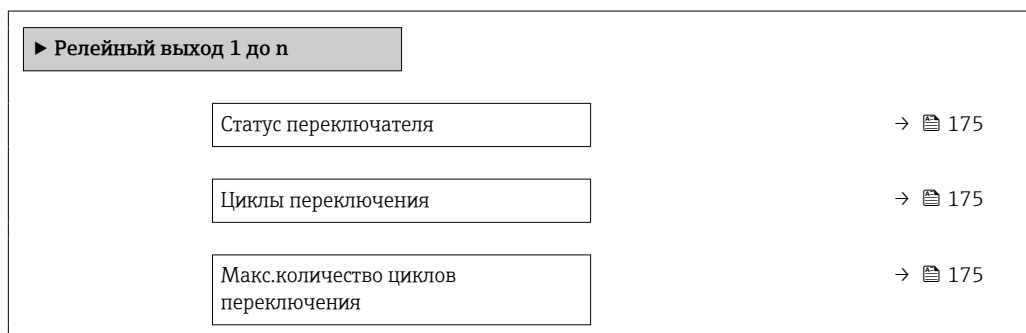 ▶ Релейный выход 1 до n
Статус переключателя → 175
Циклы переключения → 175
Макс.количество циклов → 175
переключения